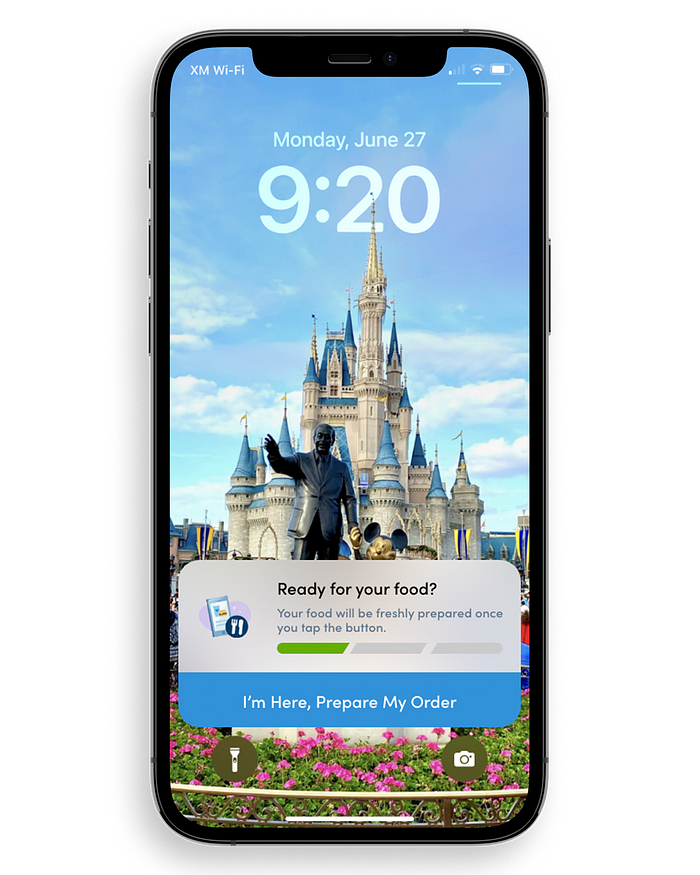 XM Wi-Fi
Monday, June 27
9:20
Ready for your food?
Your food will be freshly prepared once
you tap the button.
I'm Here, Prepare My Order